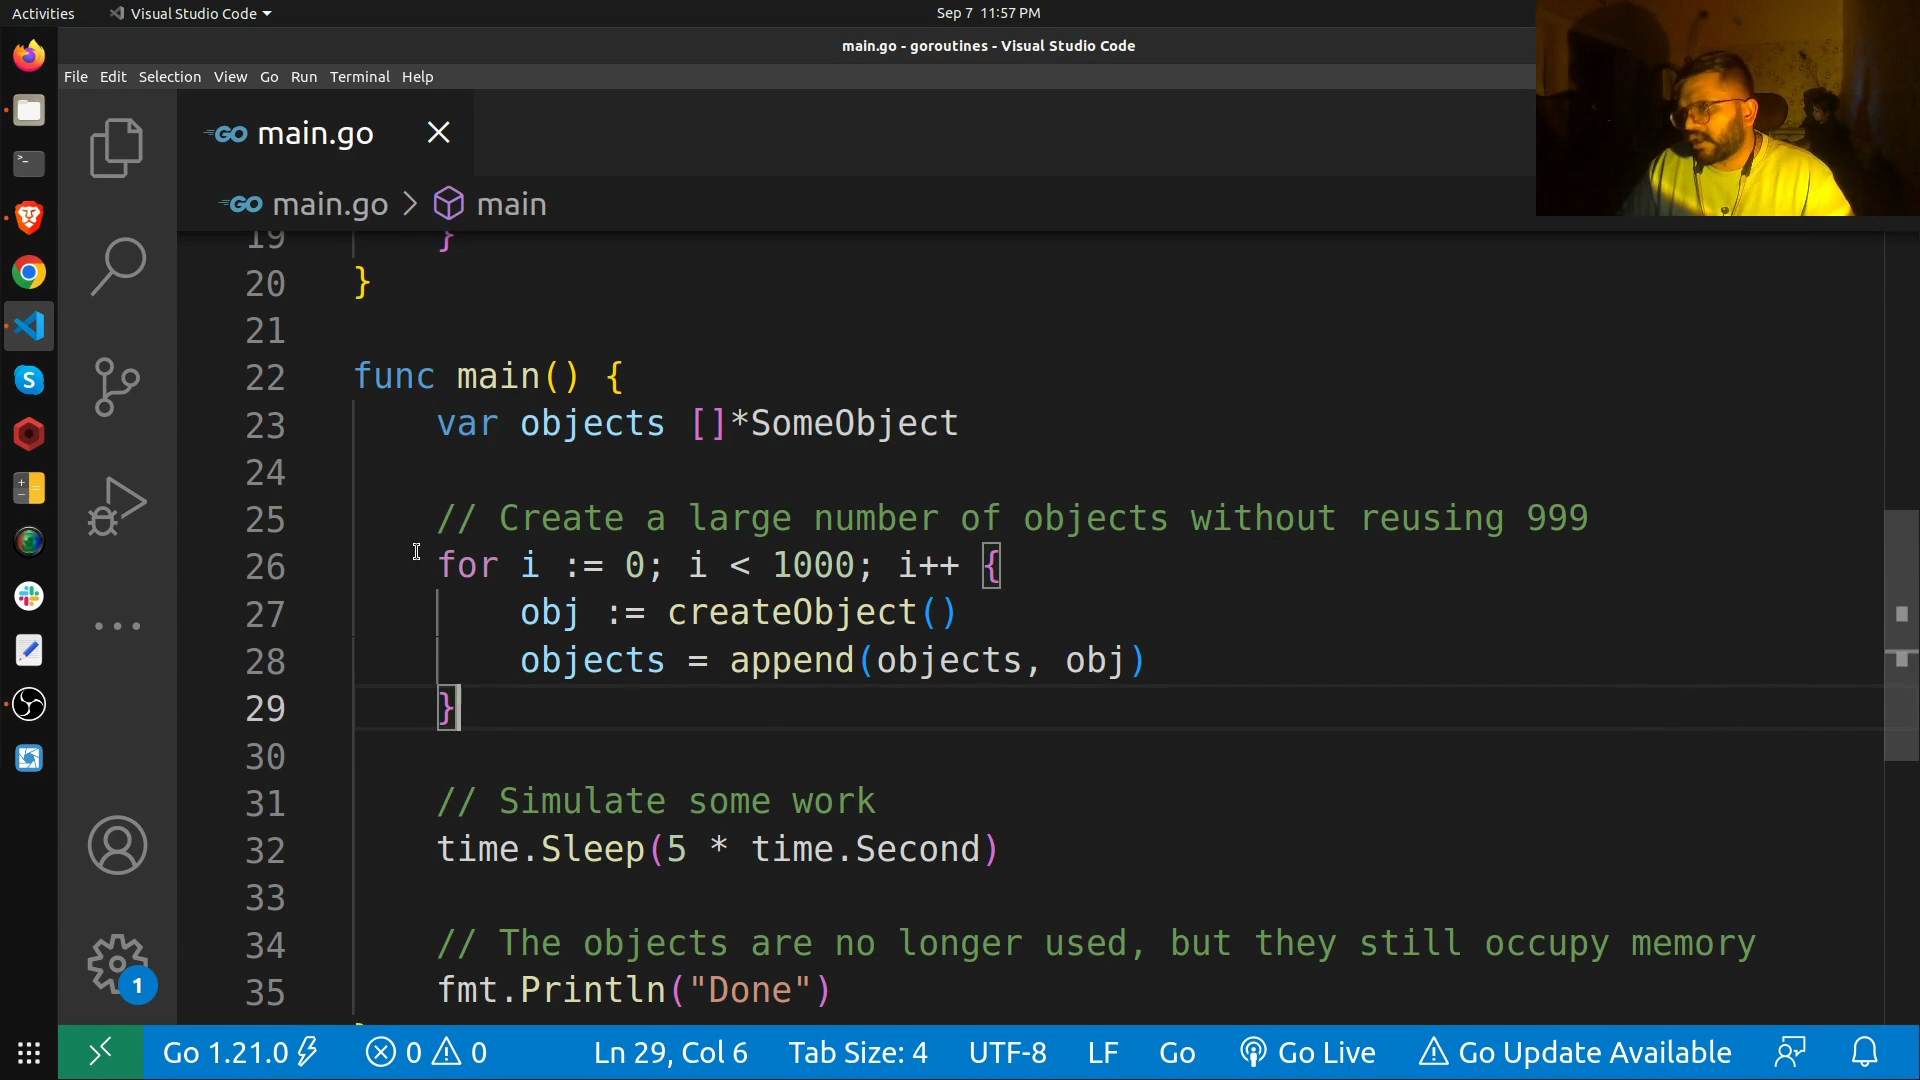 Activities Visual Studio Code Sep 7 11:57 PM
main.go - goroutines - Visual Studio Code
File Edit Selection View Go Run Terminal Help
GO main.go
GO main.go > main
19 }
20 }
21
22 func main() {
23 var objects []*SomeObject
24
25 // Create a large number of objects without reusing 999
26 for i := 0; i < 1000; i++ {
27 obj := createObject()
28 objects = append(objects, obj)
29 }
30
31 // Simulate some work
32 time.Sleep(5 * time.Second)
33
34 // The objects are no longer used, but they still occupy memory
35 fmt.Println("Done")
1
Go 1.21.0 0 0 Ln 29, Col 6 Tab Size: 4 UTF-8 LF Go Go Live Go Update Available